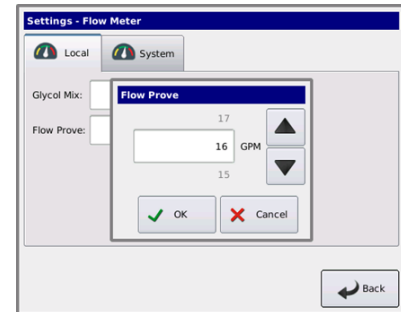 Settings - Flow Meter
Local
System
Glycol Mix:
Flow Prove:
Flow Prove
17
16 GPM
15
OK
Cancel
Back